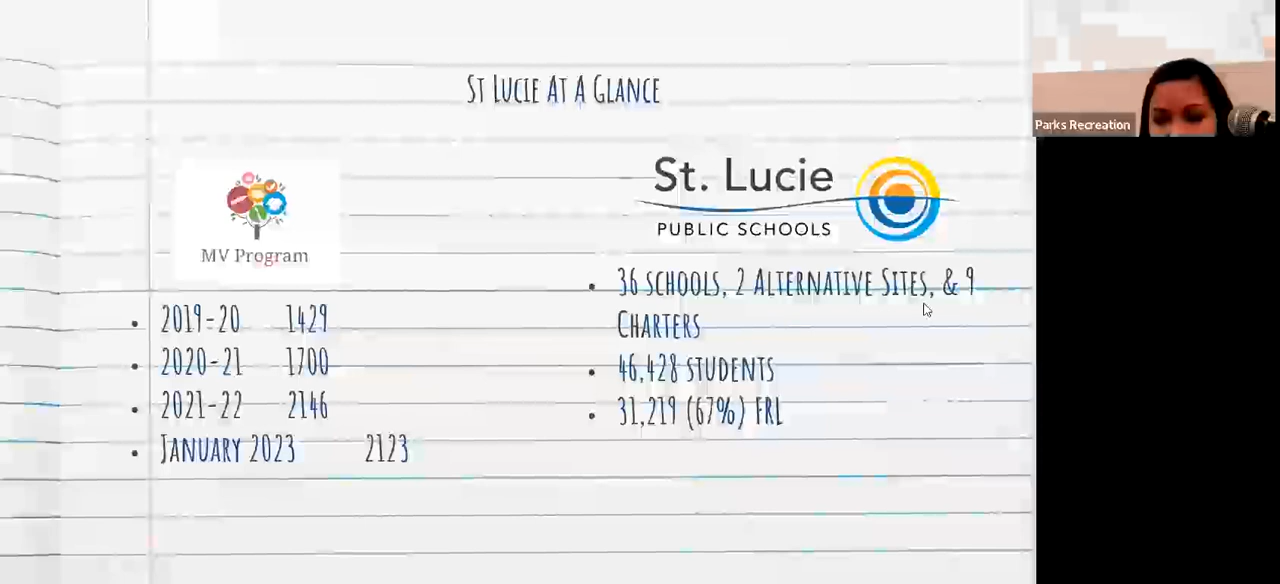 St Lucie At A Glance
Parks Recreation
MV Program
2019-20 1429
2020-21 1700
2021-22 2146
January 2023 2123
St. Lucie
PUBLIC SCHOOLS
36 schools, 2 Alternative Sites, & 9
Charters
46,428 students
31,219 (67%) FRL